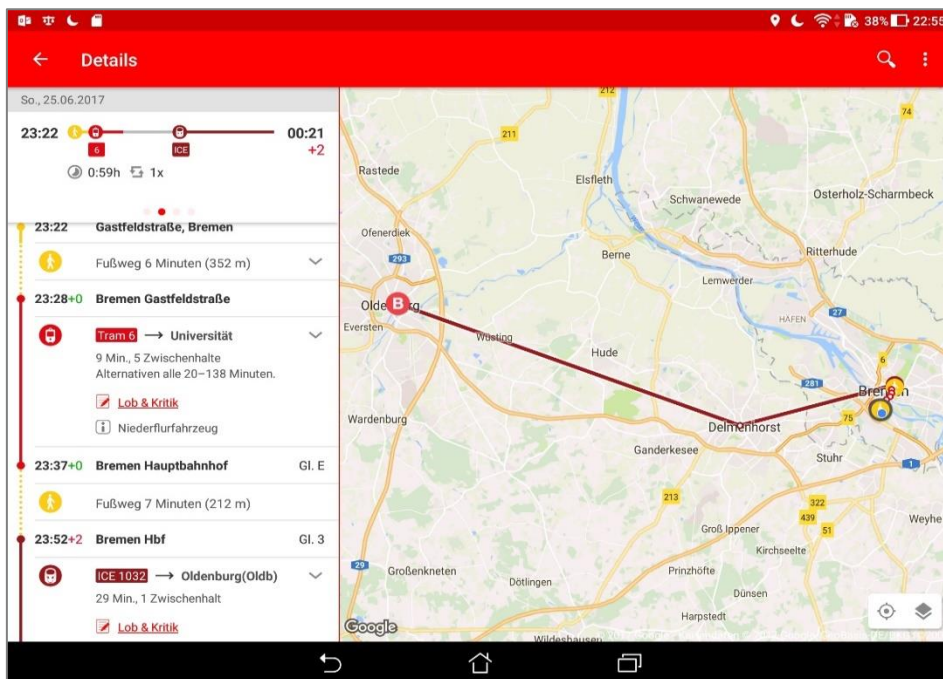 38% 22:55
Details
So., 25.06.2017
23:22 00:21
6 ICE +2
0:59h 1x
23:22 Gastfeldstraße, Bremen
Fußweg 6 Minuten (352 m)
23:28+0 Bremen Gastfeldstraße
Tram 6 → Universität
9 Min., 5 Zwischenhalte
Alternativen alle 20–138 Minuten.
Lob & Kritik
Niederflurfahrzeug
23:37+0 Bremen Hauptbahnhof Gl. E
Fußweg 7 Minuten (212 m)
23:52+2 Bremen Hbf Gl. 3
ICE 1032 → Oldenburg(Oldb)
29 Min., 1 Zwischenhalt
Lob & Kritik
212
74
211
Rastede
Elsfleth
Schwanewede
Osterholz-Scharmbeck
Ofenerdiek
293
Berne
Ritterhude
Lemwerder
Oldenburg
B
HÄFEN
27
Eversten
Wüsting
Hude
6
281
Bremen
Wardenburg
75
Delmenhorst
Ganderkesee
Stuhr
1
213
322
439
51
Weyhe
Groß Ippener
Kirchseelte
29
Großenkneten
Dötlingen
Prinzhöfte
Dünsen
Harpstedt
Google
Wildeshausen